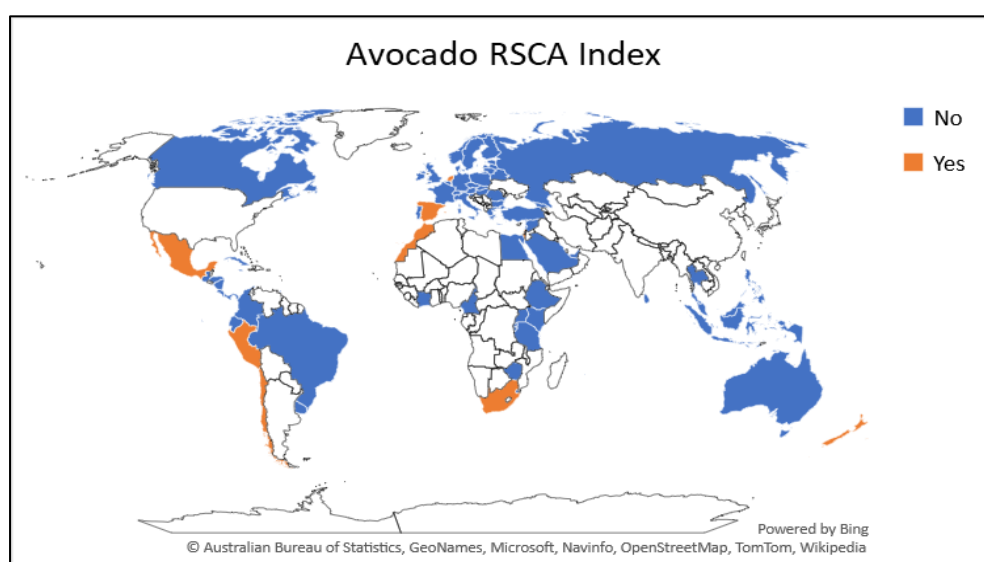 Avocado RSCA Index
No
Yes
Powered by Bing
© Australian Bureau of Statistics, GeoNames, Microsoft, Navinfo, OpenStreetMap, TomTom, Wikipedia